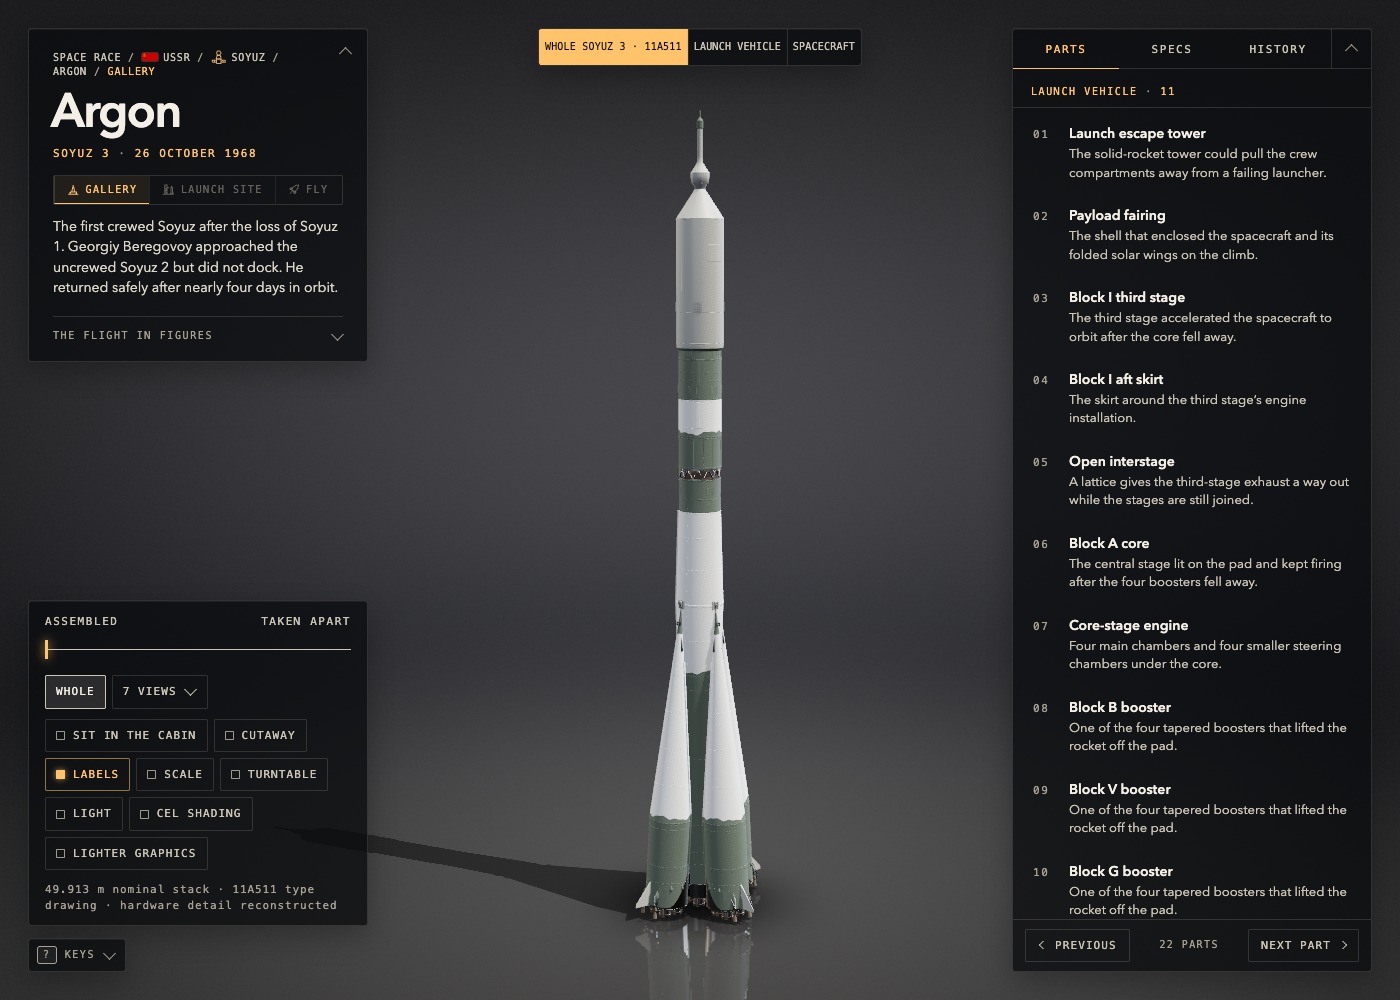 SPACE RACE / USSR / SOYUZ /
ARGON / GALLERY
Argon
SOYUZ 3 · 26 OCTOBER 1968
GALLERY
LAUNCH SITE
FLY
The first crewed Soyuz after the loss of Soyuz
1. Georgiy Beregovoy approached the
uncrewed Soyuz 2 but did not dock. He
returned safely after nearly four days in orbit.
THE FLIGHT IN FIGURES
ASSEMBLED
TAKEN APART
WHOLE
7 VIEWS
SIT IN THE CABIN
CUTAWAY
LABELS
SCALE
TURNTABLE
LIGHT
CEL SHADING
LIGHTER GRAPHICS
49.913 m nominal stack · 11A511 type
drawing · hardware detail reconstructed
? KEYS
WHOLE SOYUZ 3 · 11A511
LAUNCH VEHICLE
SPACECRAFT
PARTS
SPECS
HISTORY
LAUNCH VEHICLE · 11
01 Launch escape tower
The solid-rocket tower could pull the crew
compartments away from a failing launcher.
02 Payload fairing
The shell that enclosed the spacecraft and its
folded solar wings on the climb.
03 Block I third stage
The third stage accelerated the spacecraft to
orbit after the core fell away.
04 Block I aft skirt
The skirt around the third stage's engine
installation.
05 Open interstage
A lattice gives the third-stage exhaust a way out
while the stages are still joined.
06 Block A core
The central stage lit on the pad and kept firing
after the four boosters fell away.
07 Core-stage engine
Four main chambers and four smaller steering
chambers under the core.
08 Block B booster
One of the four tapered boosters that lifted the
rocket off the pad.
09 Block V booster
One of the four tapered boosters that lifted the
rocket off the pad.
10 Block G booster
One of the four tapered boosters that lifted the
rocket off the pad.
PREVIOUS
22 PARTS
NEXT PART